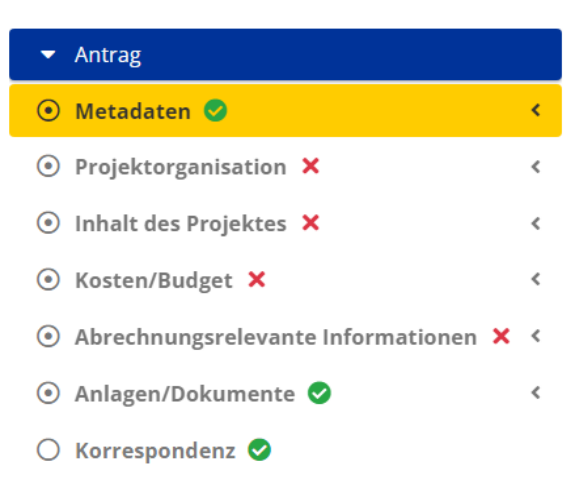 Antrag
Metadaten
Projektorganisation
Inhalt des Projektes
Kosten/Budget
Abrechnungsrelevante Informationen
Anlagen/Dokumente
Korrespondenz